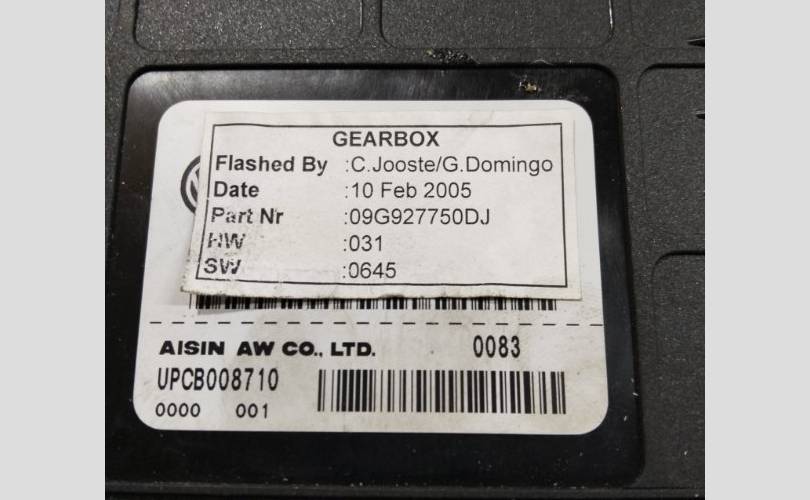 GEARBOX
Flashed By :C.Jooste/G.Domingo
Date :10 Feb 2005
Part Nr :09G927750DJ
HW :031
SW :0645
AISIN AW CO., LTD. 0083
UPCB008710
0000 001